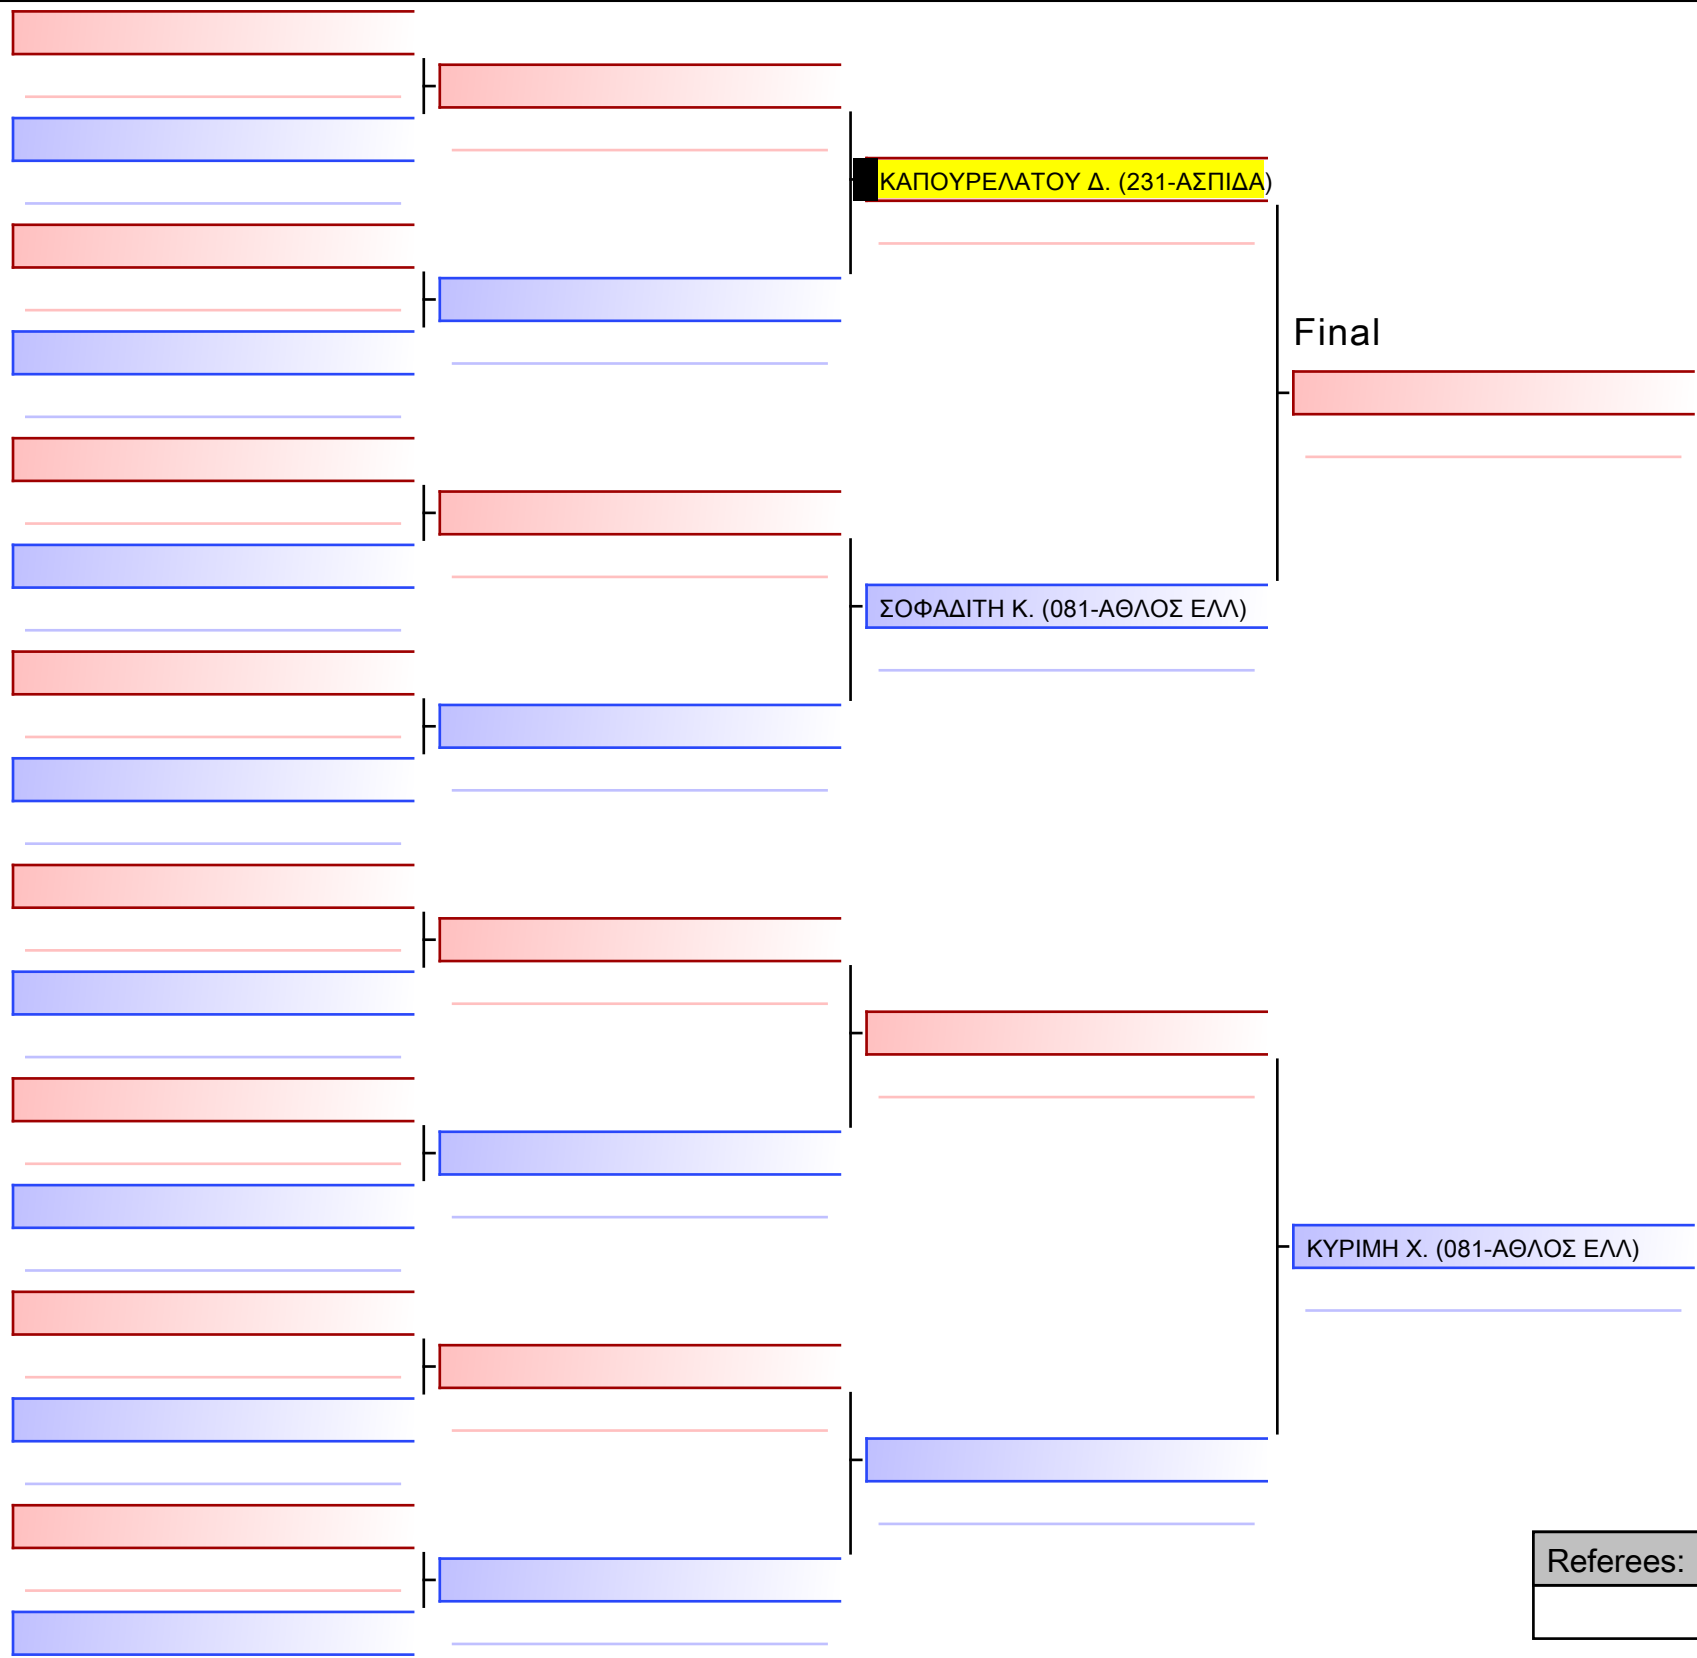 ΚΑΠΟΥΡΕΛΑΤΟΥ Δ. (231-ΑΣΠΙΔΑ)
Final
ΣΟΦΑΔΙΤΗ Κ. (081-ΑΘΛΟΣ ΕΛΛ)
ΚΥΡΙΜΗ Χ. (081-ΑΘΛΟΣ ΕΛΛ)
Referees: